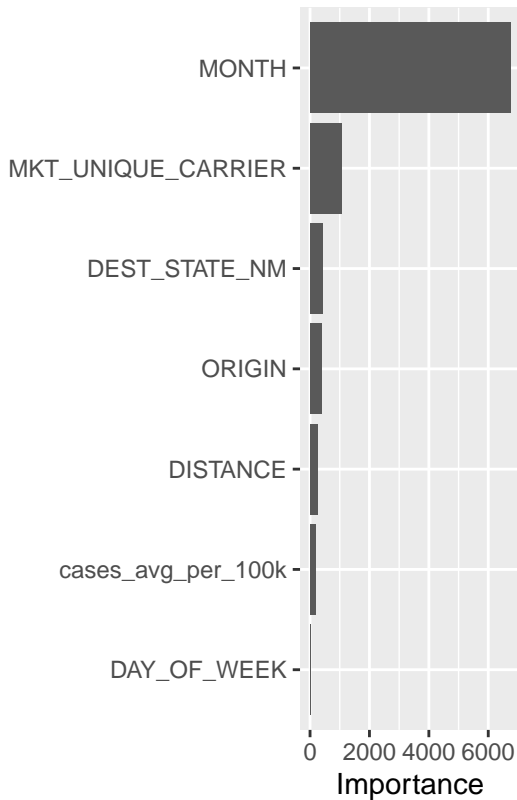 MONTH
MKT_UNIQUE_CARRIER
DEST_STATE_NM
ORIGIN
DISTANCE
cases_avg_per_100k
DAY_OF_WEEK
0 2000 4000 6000
Importance